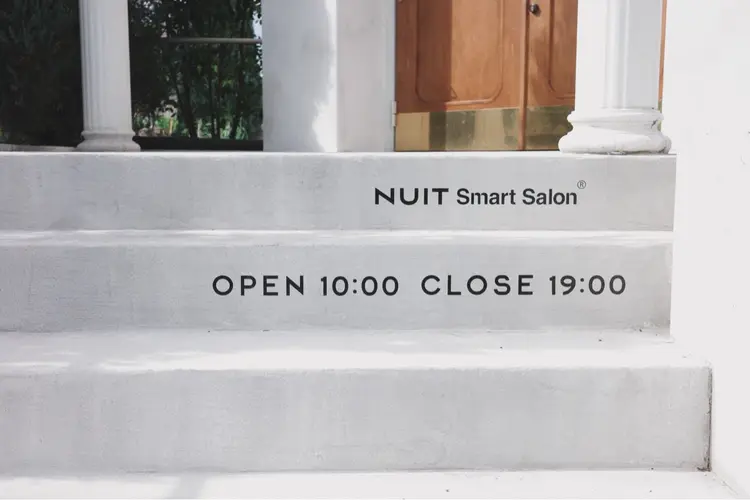 NUIT Smart Salon®
OPEN 10:00 CLOSE 19:00